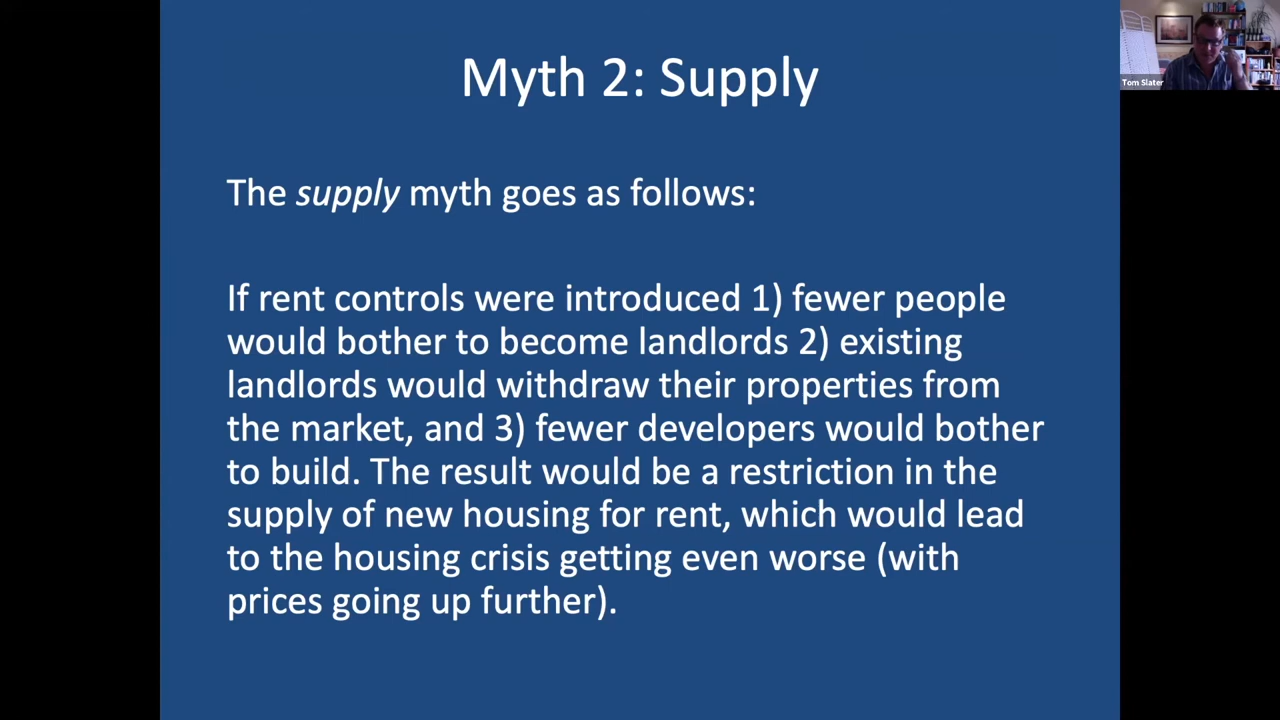 Myth 2: Supply
Tom Slater
The supply myth goes as follows:
If rent controls were introduced 1) fewer people
would bother to become landlords 2) existing
landlords would withdraw their properties from
the market, and 3) fewer developers would bother
to build. The result would be a restriction in the
supply of new housing for rent, which would lead
to the housing crisis getting even worse (with
prices going up further).